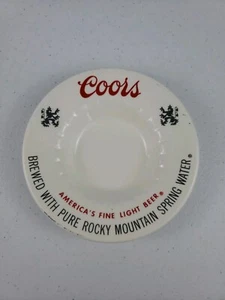 Coors
AMERICA'S FINE LIGHT BEER®
BREWED WITH PURE ROCKY MOUNTAIN SPRING WATER®